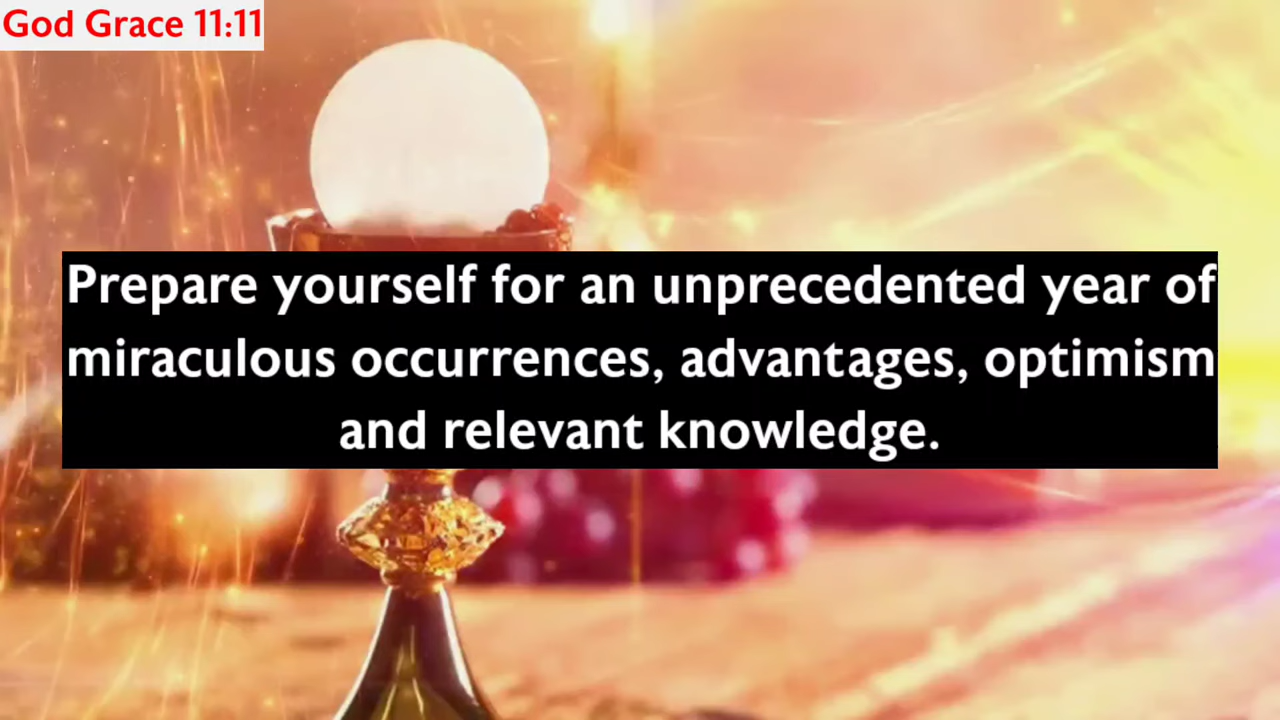 God Grace 11:11
Prepare yourself for an unprecedented year of
miraculous occurrences, advantages, optimism
and relevant knowledge.